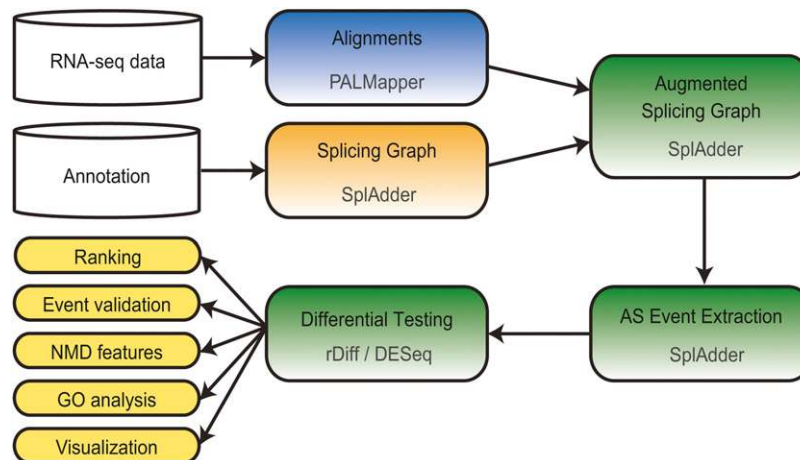 RNA-seq data
Alignments
PALMapper
Augmented
Splicing Graph
SplAdder
Annotation
Splicing Graph
SplAdder
Ranking
Event validation
NMD features
GO analysis
Visualization
Differential Testing
rDiff / DESeq
AS Event Extraction
SplAdder